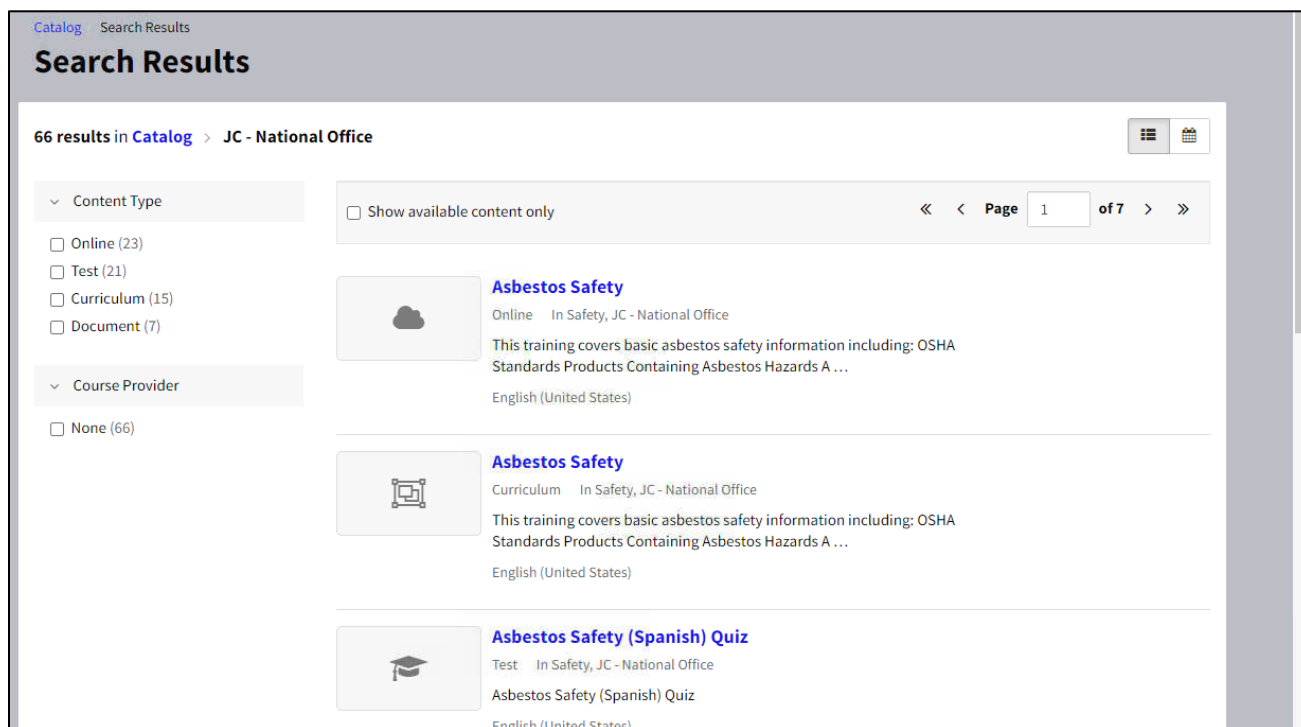 Catalog Search Results
Search Results
66 results in Catalog > JC - National Office
Content Type
Online (23)
Test (21)
Curriculum (15)
Document (7)
Course Provider
None (66)
Show available content only
« < Page 1 of 7 > »
Asbestos Safety
Online In Safety, JC - National Office
This training covers basic asbestos safety information including: OSHA
Standards Products Containing Asbestos Hazards A ...
English (United States)
Asbestos Safety
Curriculum In Safety, JC - National Office
This training covers basic asbestos safety information including: OSHA
Standards Products Containing Asbestos Hazards A ...
English (United States)
Asbestos Safety (Spanish) Quiz
Test In Safety, JC - National Office
Asbestos Safety (Spanish) Quiz
English (United States)